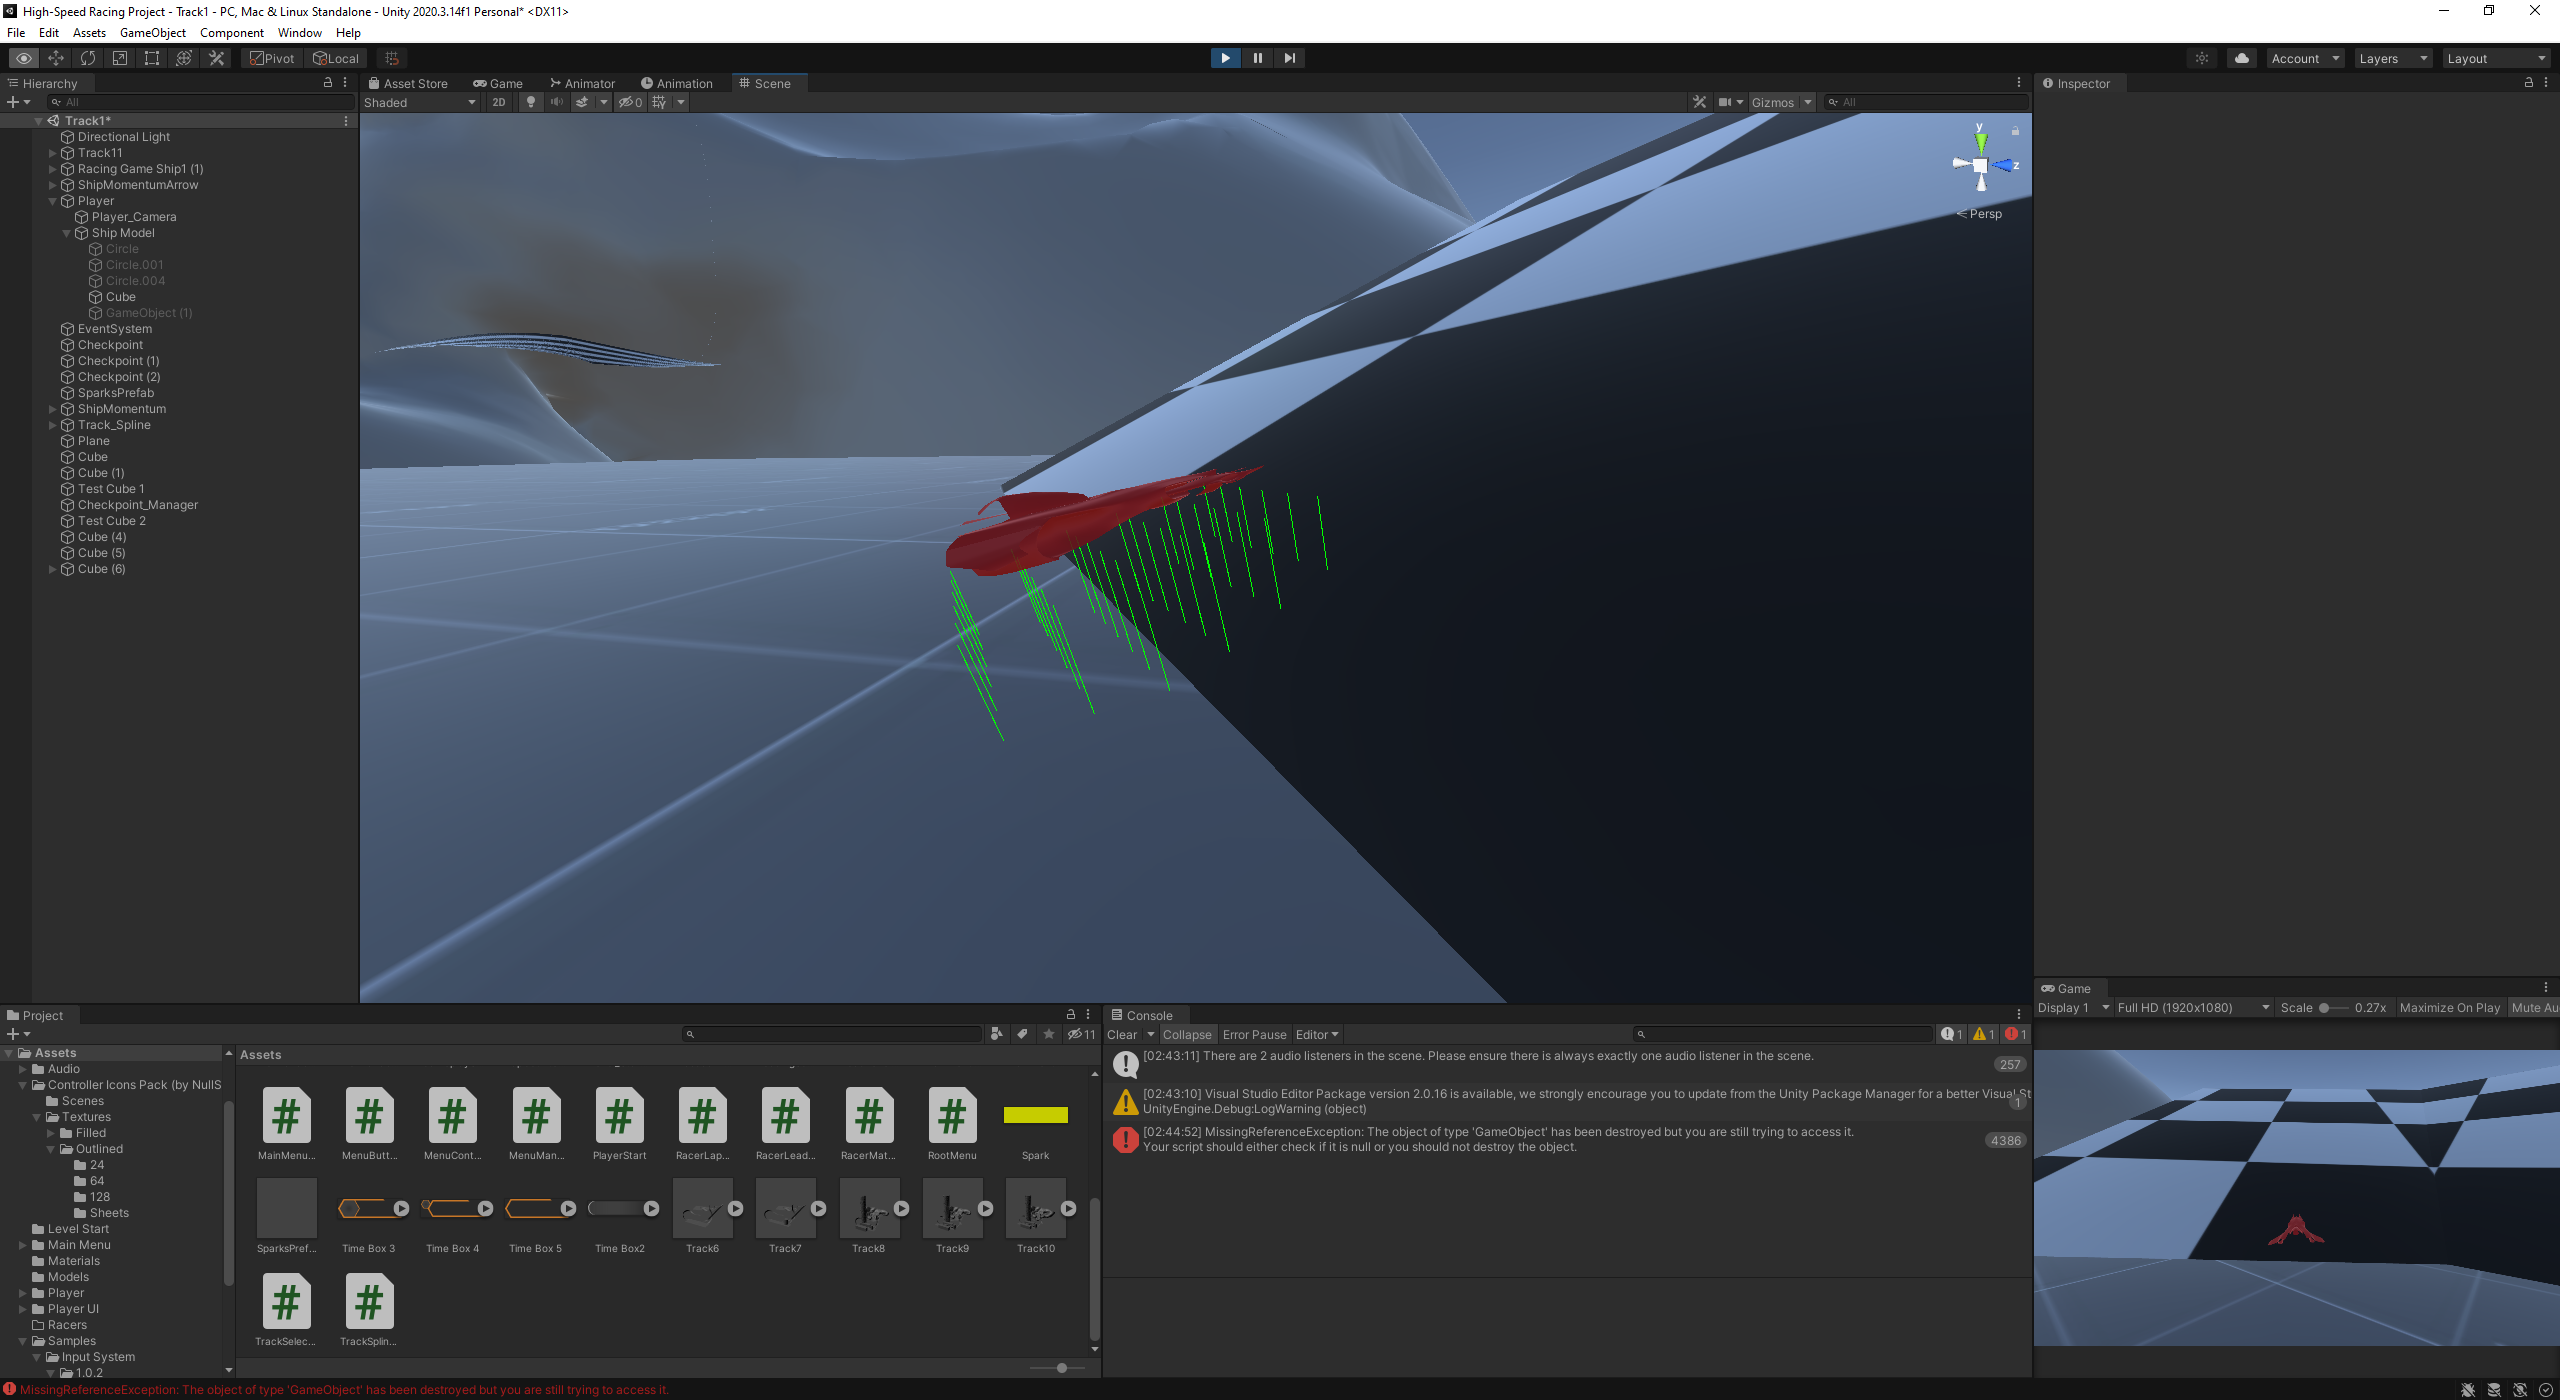 High-Speed Racing Project - Track1 - PC, Mac & Linux Standalone - Unity 2020.3.14f1 Personal* <DX11>
File Edit Assets GameObject Component Window Help
Pivot Local Account Layers Layout
Hierarchy
All
Track1*
Directional Light
Track11
Racing Game Ship1 (1)
ShipMomentumArrow
Player
Player_Camera
Ship Model
Circle
Circle.001
Circle.004
Cube
GameObject (1)
EventSystem
Checkpoint
Checkpoint (1)
Checkpoint (2)
SparksPrefab
ShipMomentum
Track_Spline
Plane
Cube
Cube (1)
Test Cube 1
Checkpoint_Manager
Test Cube 2
Cube (4)
Cube (5)
Cube (6)
Asset Store Game Animator Animation Scene
Shaded 2D 0 Gizmos All
y
z
< Persp
Inspector
Project
11
Assets
Audio
Controller Icons Pack (by NullS
Scenes
Textures
Filled
Outlined
24
64
128
Sheets
Level Start
Main Menu
Materials
Models
Player
Player UI
Racers
Samples
Input System
1.0.2
Assets
MainMenu... MenuButt... MenuCont... MenuMan... PlayerStart RacerLap... RacerLead... RacerMat... RootMenu Spark
SparksPref... Time Box 3 Time Box 4 Time Box 5 Time Box2 Track6 Track7 Track8 Track9 Track10
TrackSelec... TrackSplin...
Console
Clear Collapse Error Pause Editor 1 1 1
[02:43:11] There are 2 audio listeners in the scene. Please ensure there is always exactly one audio listener in the scene.
257
[02:43:10] Visual Studio Editor Package version 2.0.16 is available, we strongly encourage you to update from the Unity Package Manager for a better Visual St
UnityEngine.Debug:LogWarning (object)
1
[02:44:52] MissingReferenceException: The object of type 'GameObject' has been destroyed but you are still trying to access it.
Your script should either check if it is null or you should not destroy the object.
4386
Game
Display 1 Full HD (1920x1080) Scale 0.27x Maximize On Play Mute Au
MissingReferenceException: The object of type 'GameObject' has been destroyed but you are still trying to access it.